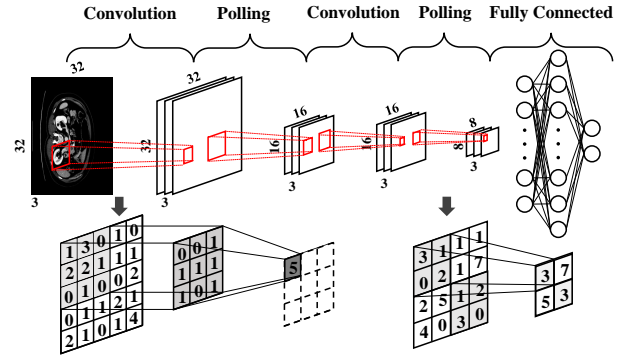 Convolution Polling Convolution Polling Fully Connected
32 32 16 16 8
32 32 16 16 8
3 3 3 3 3
1 3 0 1 0
2 2 1 1 1
0 1 0 0 2
0 1 1 2 1
2 1 0 1 4
0 0 1
1 1 1
1 0 1
5
3 1 1 1
0 2 1 7
2 5 1 2
4 0 3 0
3 7
5 3